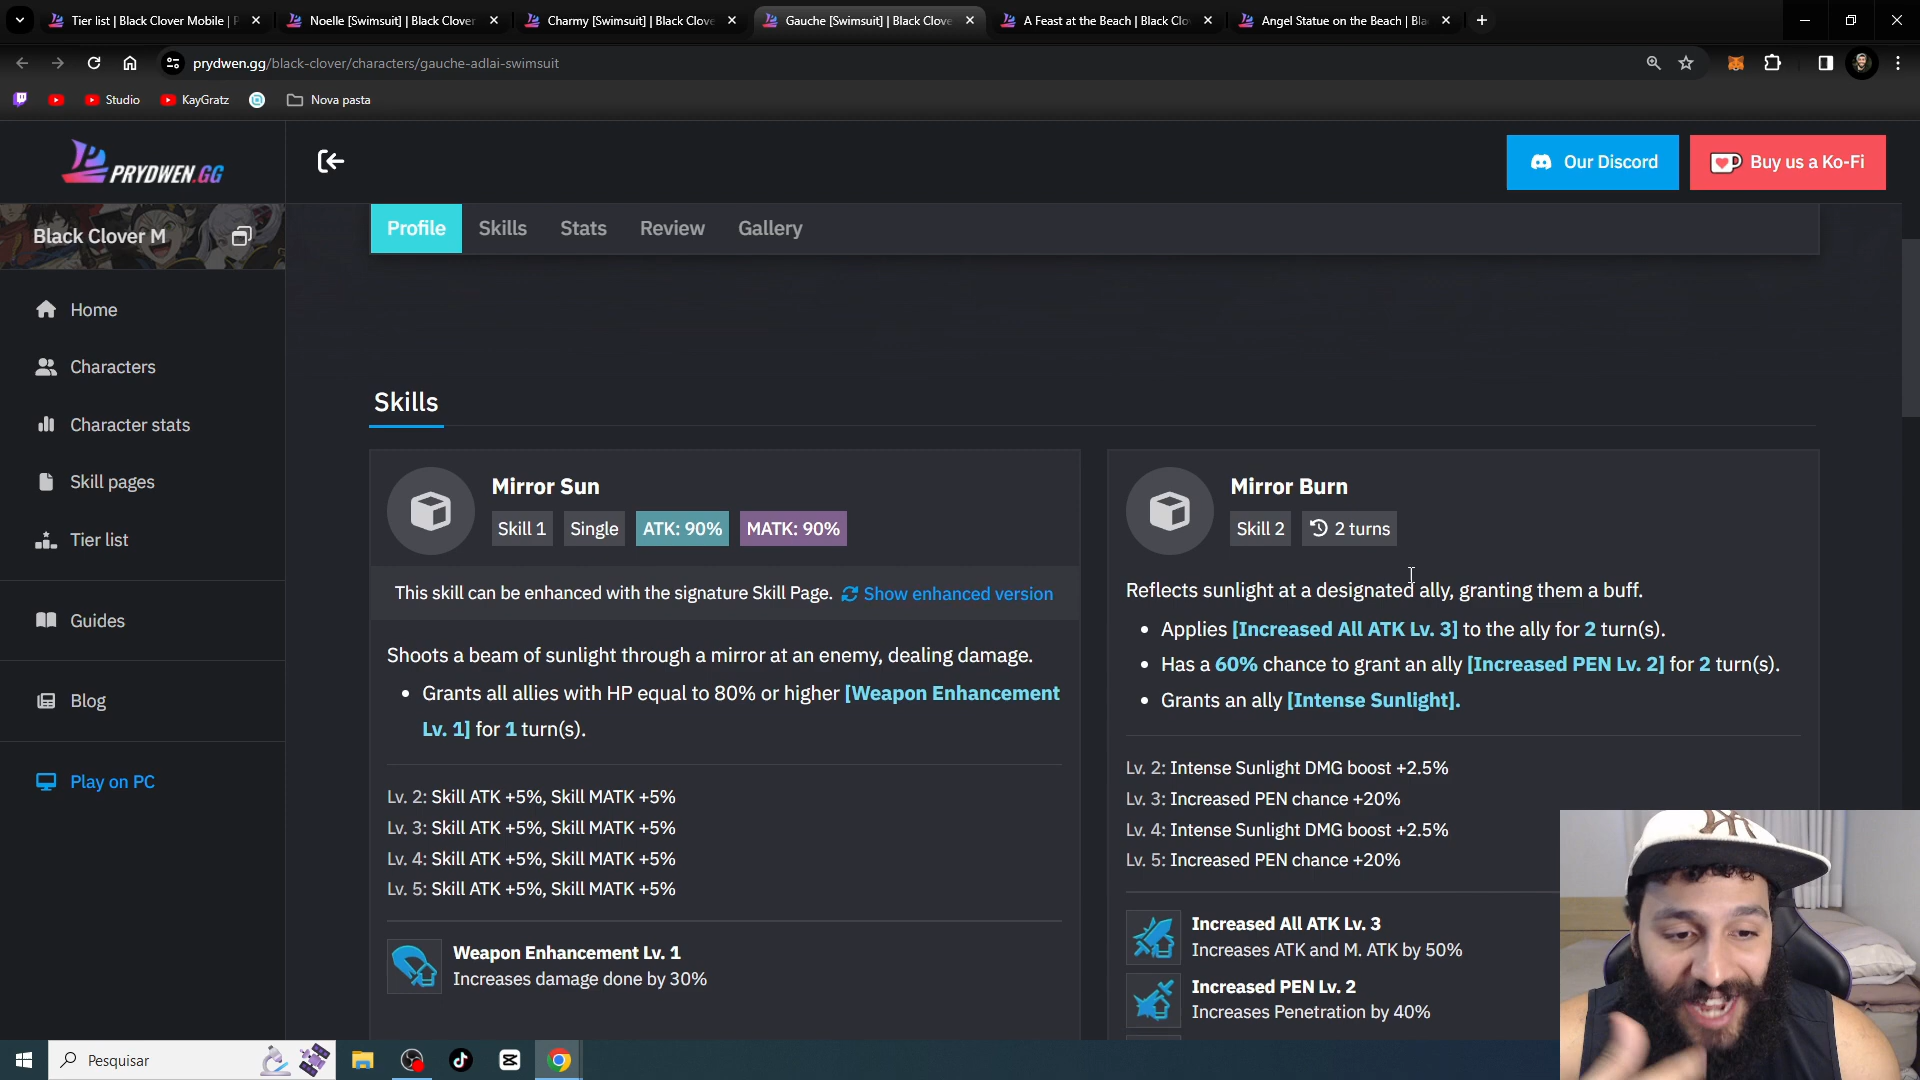 Tier list | Black Clover Mobile | P
Noelle [Swimsuit] | Black Clover
Charmy [Swimsuit] | Black Clove
Gauche [Swimsuit] | Black Clove
A Feast at the Beach | Black Clo
Angel Statue on the Beach | Bla
prydwen.gg/black-clover/characters/gauche-adlai-swimsuit
Studio
KayGratz
Nova pasta
PRYDWEN.GG
Our Discord
Buy us a Ko-Fi
Black Clover M
Profile
Skills
Stats
Review
Gallery
Home
Characters
Character stats
Skill pages
Tier list
Guides
Blog
Play on PC
Skills
Mirror Sun
Skill 1
Single
ATK: 90%
MATK: 90%
This skill can be enhanced with the signature Skill Page. Show enhanced version
Shoots a beam of sunlight through a mirror at an enemy, dealing damage.
• Grants all allies with HP equal to 80% or higher [Weapon Enhancement
Lv. 1] for 1 turn(s).
Lv. 2: Skill ATK +5%, Skill MATK +5%
Lv. 3: Skill ATK +5%, Skill MATK +5%
Lv. 4: Skill ATK +5%, Skill MATK +5%
Lv. 5: Skill ATK +5%, Skill MATK +5%
Weapon Enhancement Lv. 1
Increases damage done by 30%
Mirror Burn
Skill 2
2 turns
Reflects sunlight at a designated ally, granting them a buff.
• Applies [Increased All ATK Lv. 3] to the ally for 2 turn(s).
• Has a 60% chance to grant an ally [Increased PEN Lv. 2] for 2 turn(s).
• Grants an ally [Intense Sunlight].
Lv. 2: Intense Sunlight DMG boost +2.5%
Lv. 3: Increased PEN chance +20%
Lv. 4: Intense Sunlight DMG boost +2.5%
Lv. 5: Increased PEN chance +20%
Increased All ATK Lv. 3
Increases ATK and M. ATK by 50%
Increased PEN Lv. 2
Increases Penetration by 40%
Pesquisar